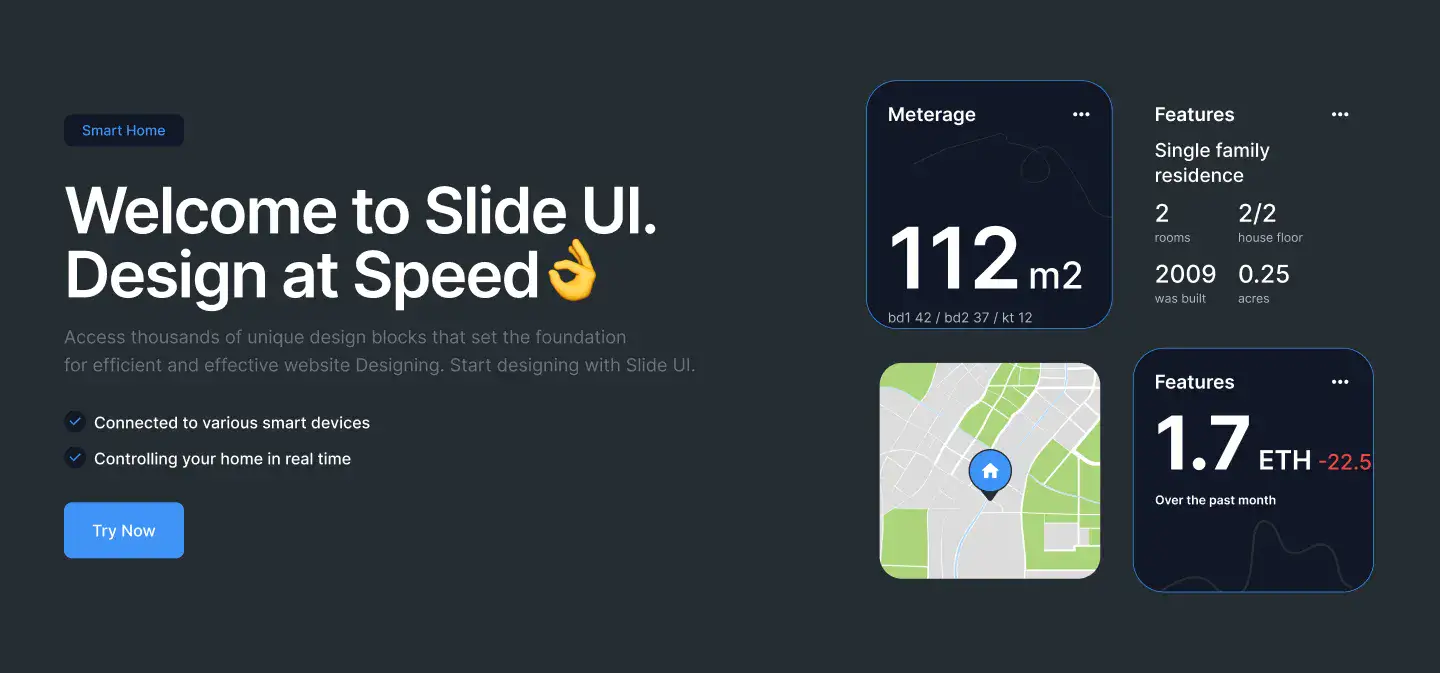 Smart Home
Welcome to Slide UI.
Design at Speed👌
Access thousands of unique design blocks that set the foundation
for efficient and effective website Designing. Start designing with Slide UI.
Connected to various smart devices
Controlling your home in real time
Try Now
Meterage
112 m2
bd1 42 / bd2 37 / kt 12
Features
Single family
residence
2 2/2
rooms house floor
2009 0.25
was built acres
Features
1.7 ETH -22.5
Over the past month